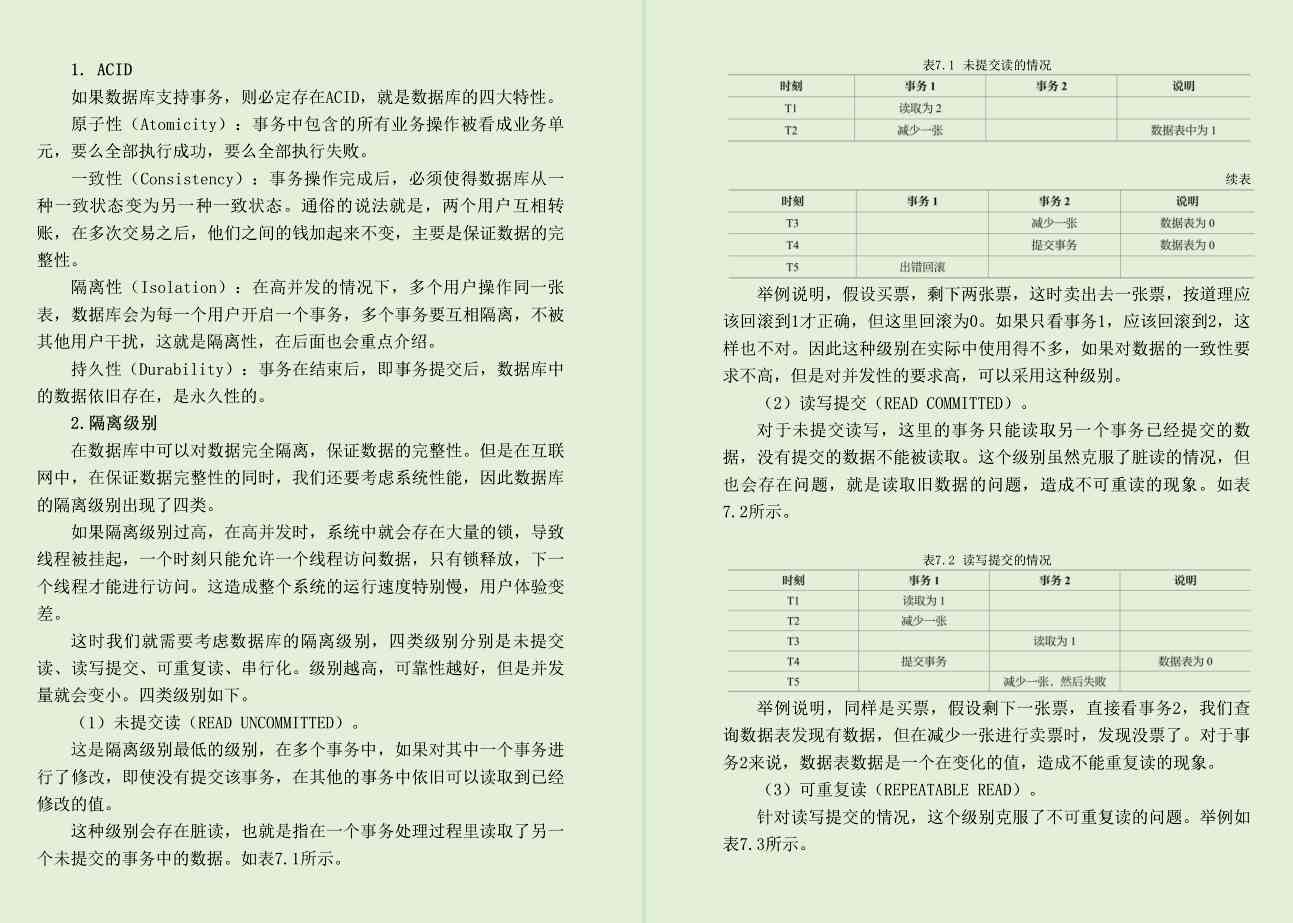 1. ACID
如果数据库支持事务，则必定存在ACID，就是数据库的四大特性。
原子性（Atomicity）：事务中包含的所有业务操作被看成业务单
元，要么全部执行成功，要么全部执行失败。
一致性（Consistency）：事务操作完成后，必须使得数据库从一
种一致状态变为另一种一致状态。通俗的说法就是，两个用户互相转
账，在多次交易之后，他们之间的钱加起来不变，主要是保证数据的完
整性。
隔离性（Isolation）：在高并发的情况下，多个用户操作同一张
表，数据库会为每一个用户开启一个事务，多个事务要互相隔离，不被
其他用户干扰，这就是隔离性，在后面也会重点介绍。
持久性（Durability）：事务在结束后，即事务提交后，数据库中
的数据依旧存在，是永久性的。
2.隔离级别
在数据库中可以对数据完全隔离，保证数据的完整性。但是在互联
网中，在保证数据完整性的同时，我们还要考虑系统性能，因此数据库
的隔离级别出现了四类。
如果隔离级别过高，在高并发时，系统中就会存在大量的锁，导致
线程被挂起，一个时刻只能允许一个线程访问数据，只有锁释放，下一
个线程才能进行访问。这造成整个系统的运行速度特别慢，用户体验变
差。
这时我们就需要考虑数据库的隔离级别，四类级别分别是未提交
读、读写提交、可重复读、串行化。级别越高，可靠性越好，但是并发
量就会变小。四类级别如下。
（1）未提交读（READ UNCOMMITTED）。
这是隔离级别最低的级别，在多个事务中，如果对其中一个事务进
行了修改，即使没有提交该事务，在其他的事务中依旧可以读取到已经
修改的值。
这种级别会存在脏读，也就是指在一个事务处理过程里读取了另一
个未提交的事务中的数据。如表7.1所示。
表7.1 未提交读的情况
时刻 事务 1 事务 2 说明
T1 读取为 2
T2 减少一张 数据表中为 1
续表
时刻 事务 1 事务 2 说明
T3 减少一张 数据表为 0
T4 提交事务 数据表为 0
T5 出错回滚
举例说明，假设买票，剩下两张票，这时卖出去一张票，按道理应
该回滚到1才正确，但这里回滚为0。如果只看事务1，应该回滚到2，这
样也不对。因此这种级别在实际中使用得不多，如果对数据的一致性要
求不高，但是对并发性的要求高，可以采用这种级别。
（2）读写提交（READ COMMITTED）。
对于未提交读写，这里的事务只能读取另一个事务已经提交的数
据，没有提交的数据不能被读取。这个级别虽然克服了脏读的情况，但
也会存在问题，就是读取旧数据的问题，造成不可重读的现象。如表
7.2所示。
表7.2 读写提交的情况
时刻 事务 1 事务 2 说明
T1 读取为 1
T2 减少一张
T3 读取为 1
T4 提交事务 数据表为 0
T5 减少一张，然后失败
举例说明，同样是买票，假设剩下一张票，直接看事务2，我们查
询数据表发现有数据，但在减少一张进行卖票时，发现没票了。对于事
务2来说，数据表数据是一个在变化的值，造成不能重复读的现象。
（3）可重复读（REPEATABLE READ）。
针对读写提交的情况，这个级别克服了不可重复读的问题。举例如
表7.3所示。